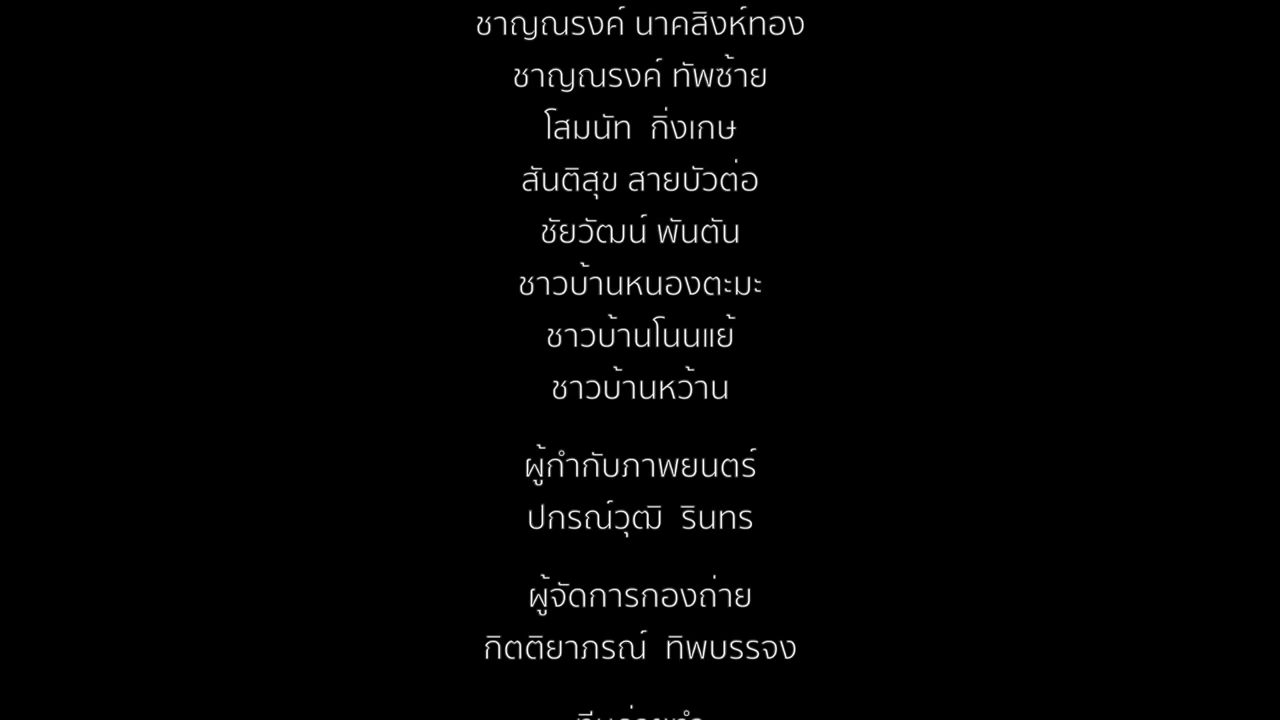 ชาญณรงค์ นาคสิงห์ทอง
ชาญณรงค์ ทัพซ้าย
โสมนัท  กิ่งเกษ
สันติสุข สายบัวต่อ
ชัยวัฒน์ พันตัน
ชาวบ้านหนองตะมะ
ชาวบ้านโนนแย้
ชาวบ้านหว้าน
ผู้กำกับภาพยนตร์
ปกรณ์วุฒิ  รินทร
ผู้จัดการกองถ่าย
กิตติยาภรณ์  ทิพบรรจง